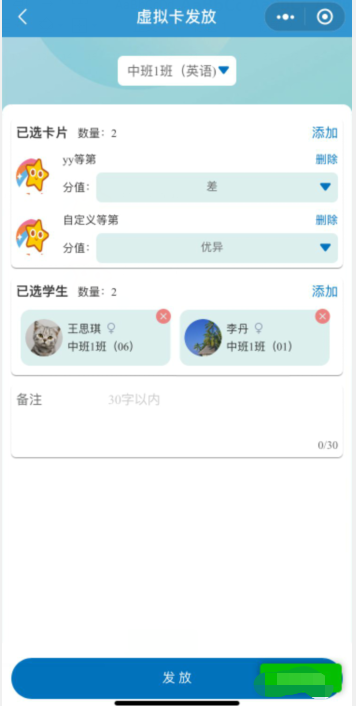 虚拟卡发放
中班1班（英语）
已选卡片 数量：2 添加
yy等第 删除
分值： 差
自定义等第 删除
分值： 优异
已选学生 数量：2 添加
王思琪♀
中班1班（06）
李丹♀
中班1班（01）
备注 30字以内
0/30
发放